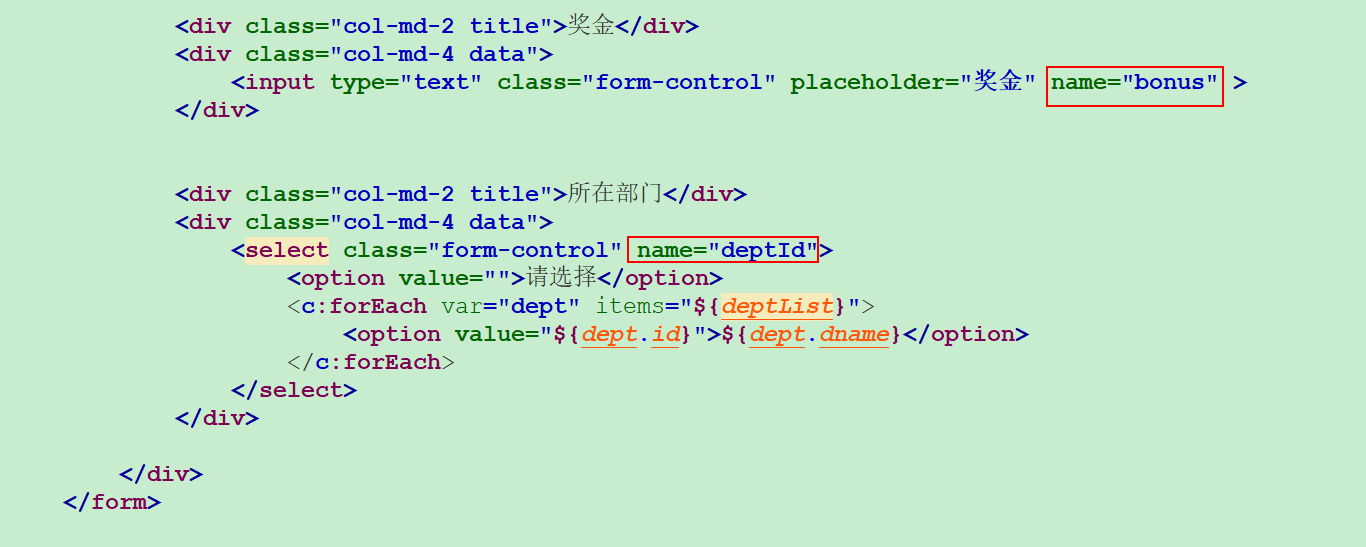 <div class="col-md-2 title">奖金</div>
<div class="col-md-4 data">
<input type="text" class="form-control" placeholder="奖金" name="bonus" >
</div>
<div class="col-md-2 title">所在部门</div>
<div class="col-md-4 data">
<select class="form-control" name="deptId">
<option value="">请选择</option>
<c:forEach var="dept" items="${deptList}">
<option value="${dept.id}">${dept.dname}</option>
</c:forEach>
</select>
</div>
</div>
</form>